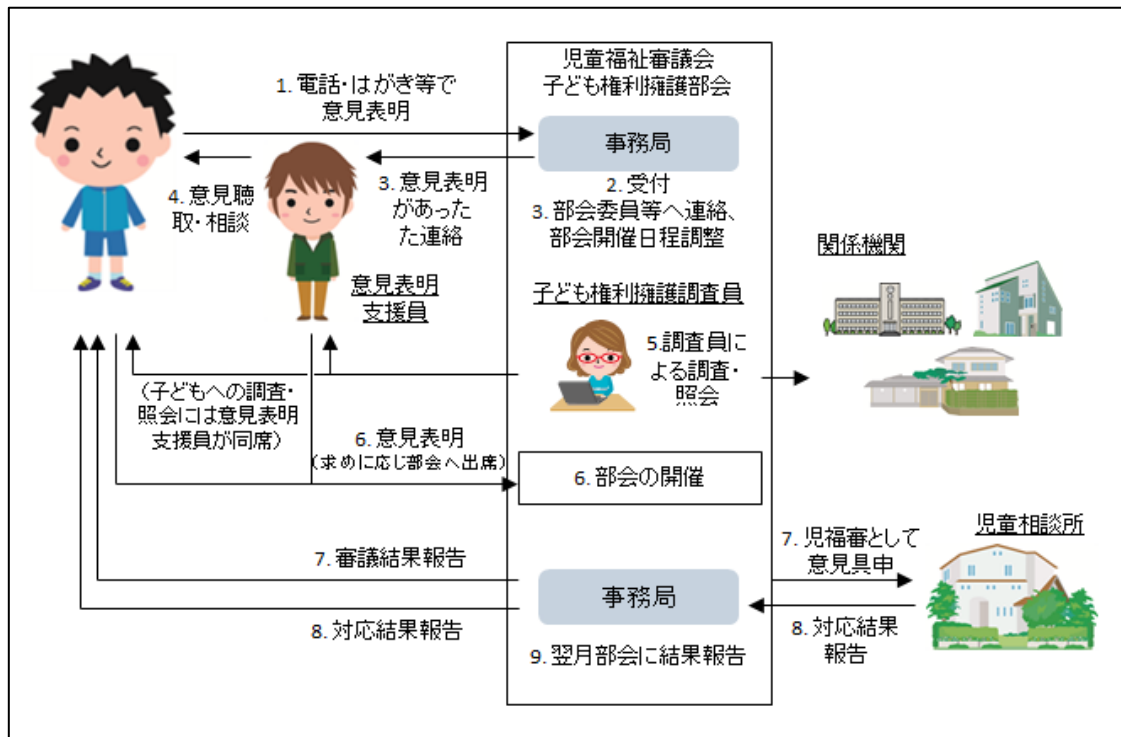 児童福祉審議会
子ども権利擁護部会
1. 電話・はがき等で
意見表明
事務局
2. 受付
3. 部会委員等へ連絡、
部会開催日程調整
3. 意見表明
があった
た連絡
4. 意見聴
取・相談
意見表明
支援員
関係機関
子ども権利擁護調査員
5.調査員に
よる調査・
照会
(子どもへの調査・
照会には意見表明
支援員が同席)
6. 意見表明
(求めに応じ部会へ出席)
6. 部会の開催
児童相談所
7. 審議結果報告
7. 児福審として
意見具申
事務局
8. 対応結果報告
8. 対応結果
報告
9. 翌月部会に結果報告